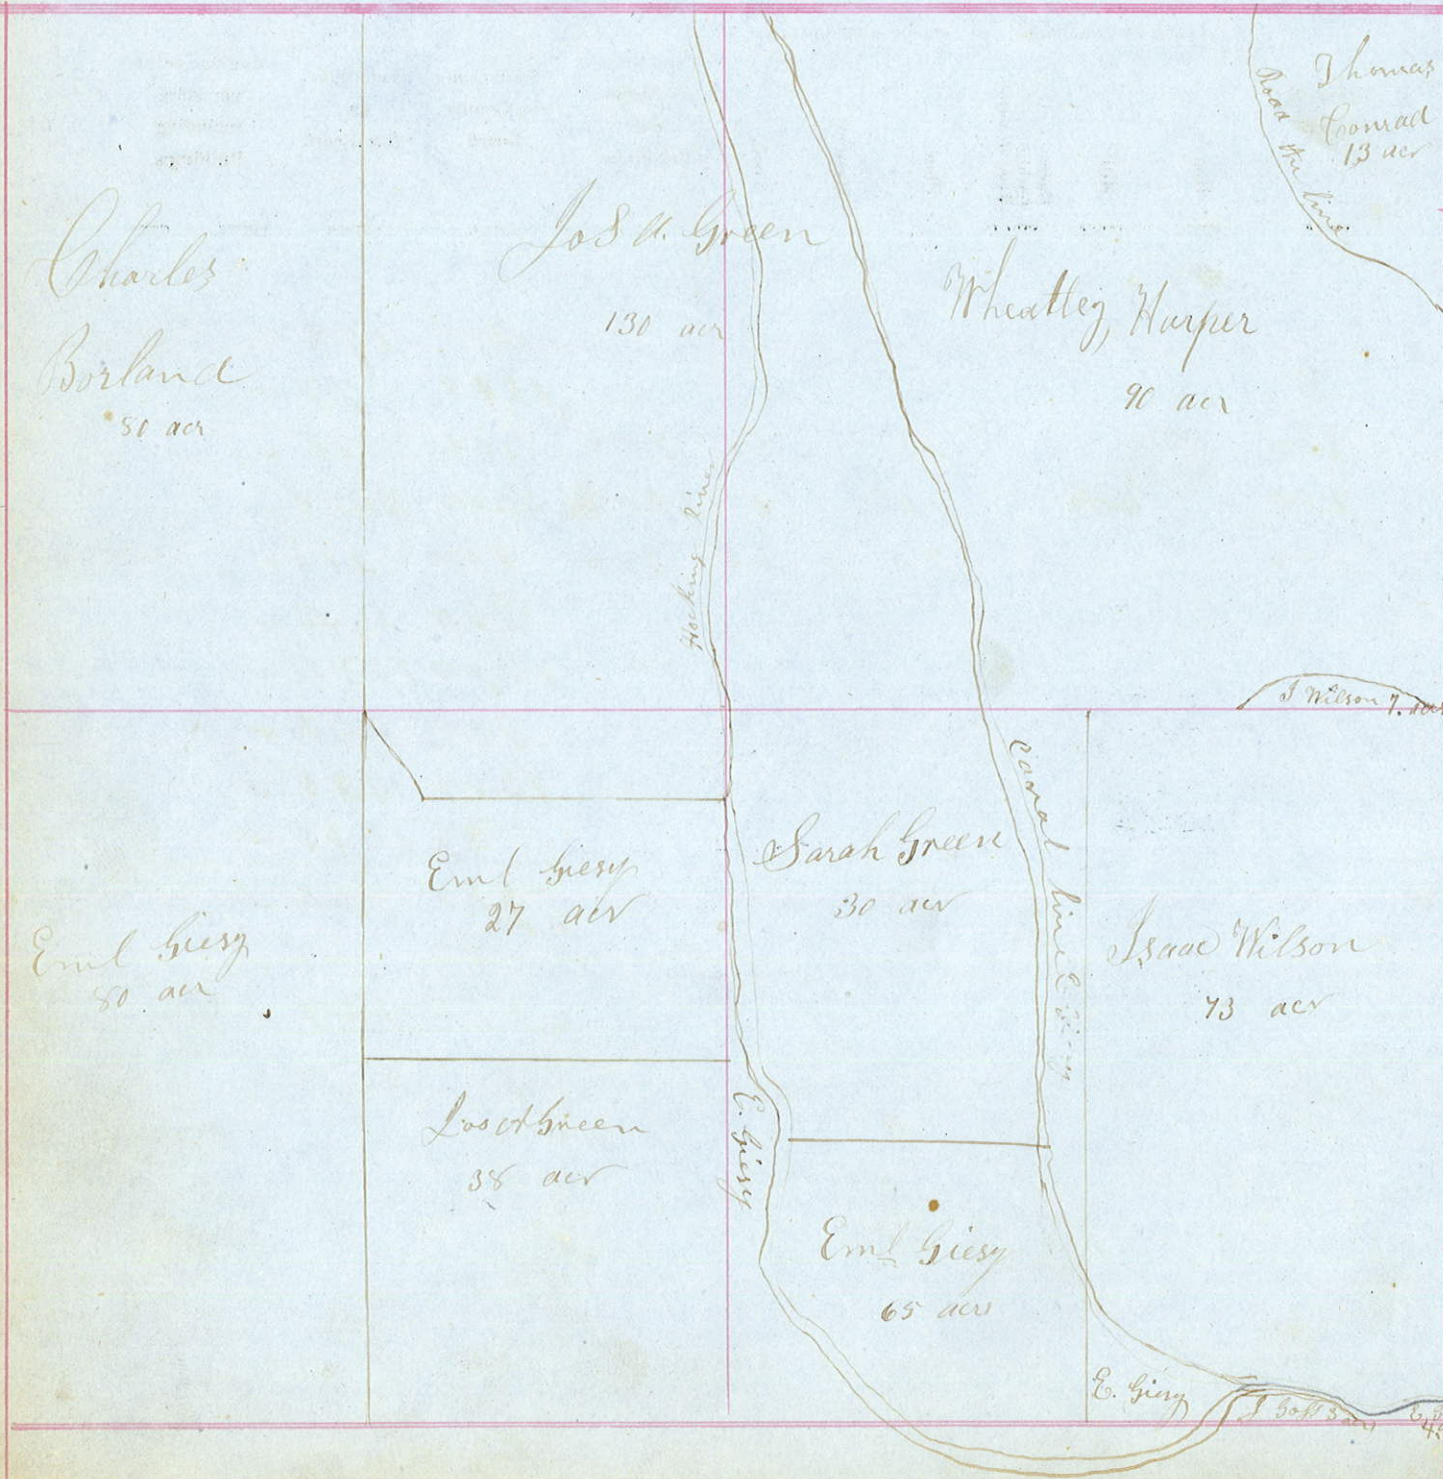 Thomas
Conrad
13 acr
Road the line
Charles
Borland
80 acr
Jos A. Green
130 acr
Wheatley Harper
90 acr
Hocking River
I Wilson 7. acr
Canal line E. Giesy
Eml Giesy
27 acr
Sarah Green
30 acr
Eml Giesy
80 acr
Isaac Wilson
73 acr
Jos A Green
38 acr
E. Giesy
Eml Giesy
65 acrs
E. Giesy